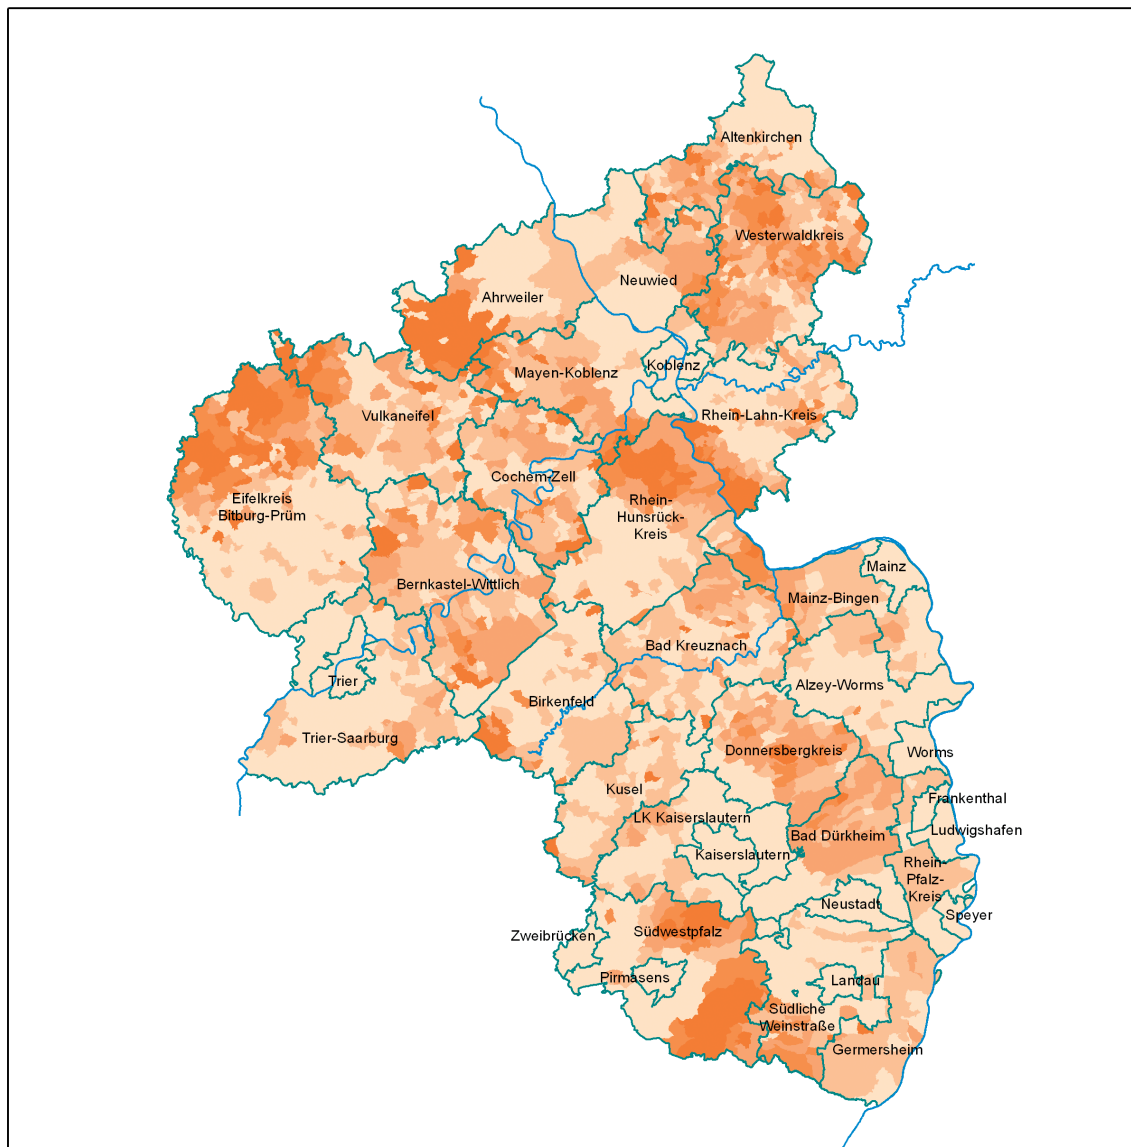 Altenkirchen
Westerwaldkreis
Neuwied
Ahrweiler
Koblenz
Mayen-Koblenz
Vulkaneifel
Rhein-Lahn-Kreis
Cochem-Zell
Eifelkreis
Bitburg-Prüm
Rhein-
Hunsrück-
Kreis
Mainz
Bernkastel-Wittlich
Mainz-Bingen
Bad Kreuznach
Trier
Alzey-Worms
Birkenfeld
Trier-Saarburg
Donnersbergkreis
Worms
Kusel
Frankenthal
LK Kaiserslautern
Ludwigshafen
Bad Dürkheim
Kaiserslautern
Rhein-
Pfalz-
Kreis
Neustadt
Speyer
Südwestpfalz
Zweibrücken
Pirmasens
Landau
Südliche
Weinstraße
Germersheim